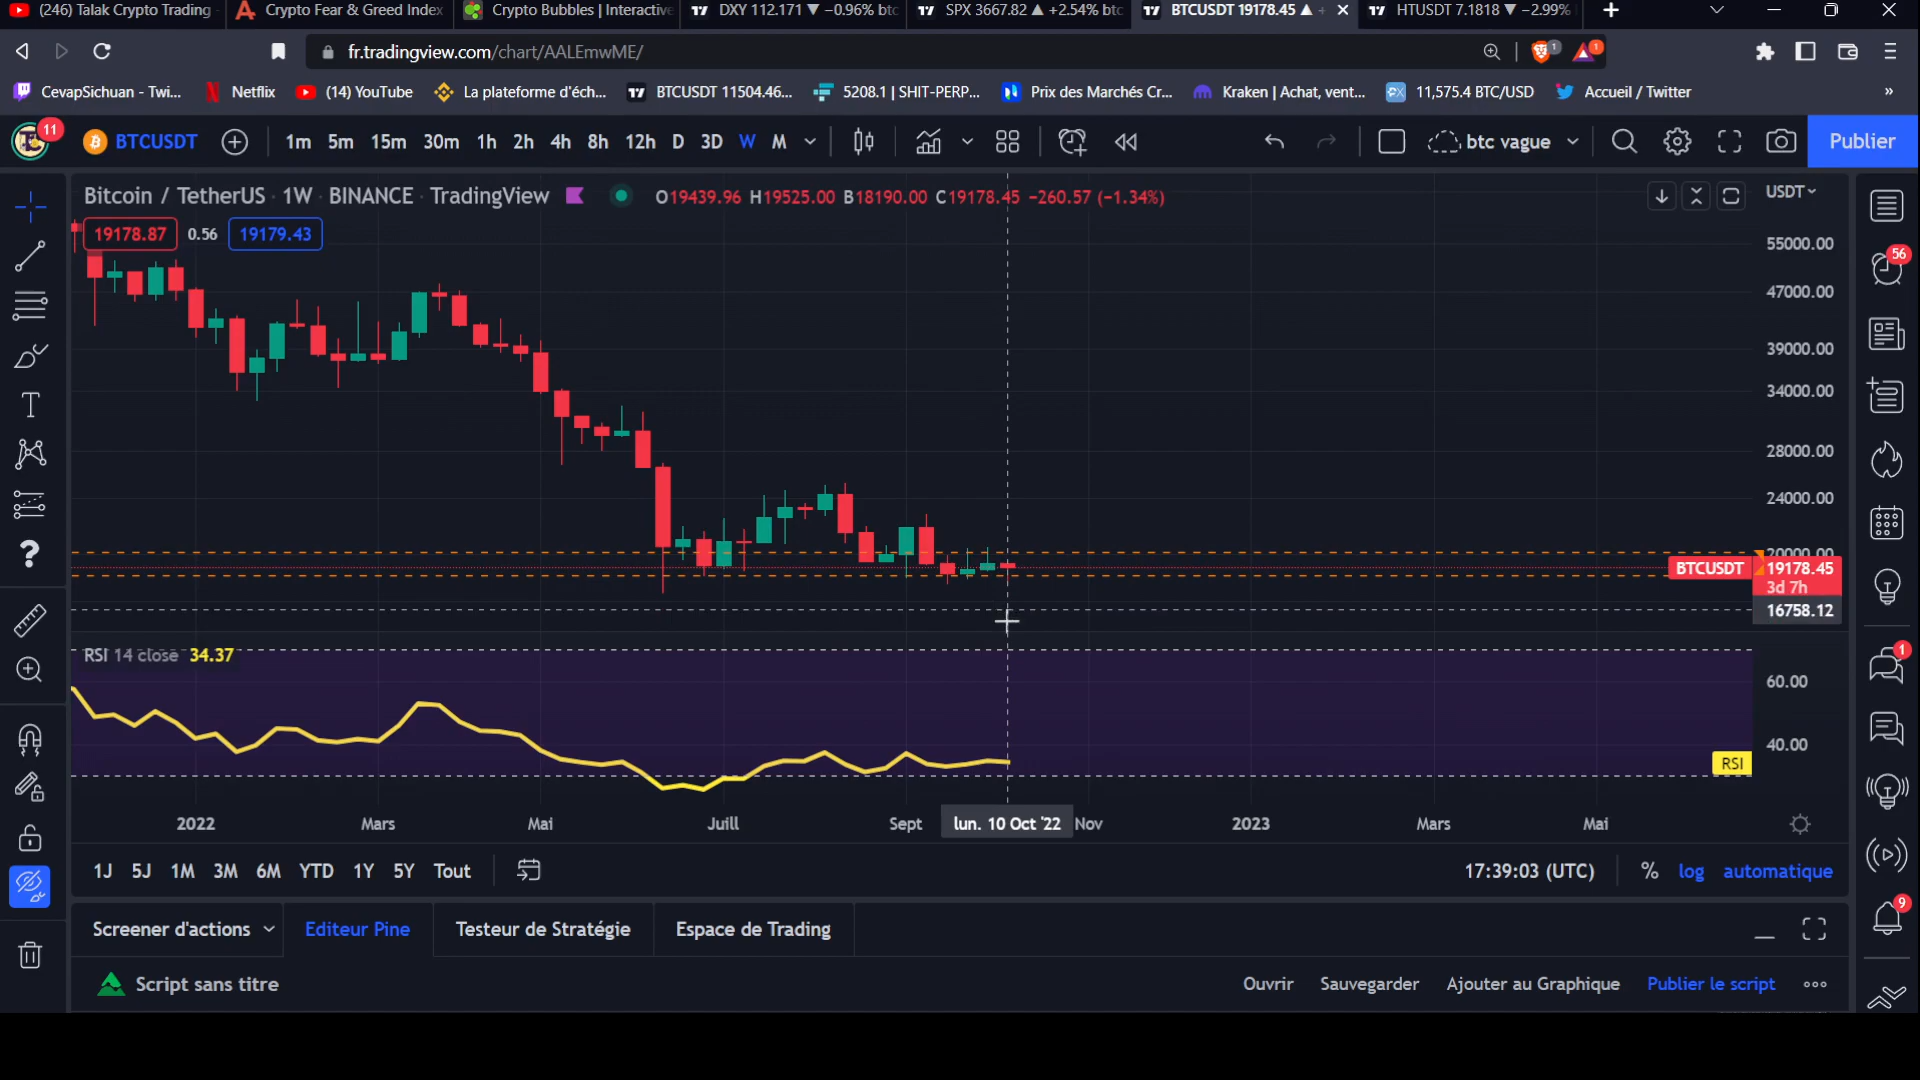 (246) Talak Crypto Trading
Crypto Fear & Greed Index
Crypto Bubbles | Interactive
DXY 112.171 ▼ −0.96% btc
SPX 3667.82 ▲ +2.54% btc
BTCUSDT 19178.45 ▲ +
HTUSDT 7.1818 ▼ −2.99%
fr.tradingview.com/chart/AALEmwME/
1
1
CevapSichuan - Twi...
Netflix
(14) YouTube
La plateforme d'éch...
BTCUSDT 11504.46...
5208.1 | SHIT-PERP...
Prix des Marchés Cr...
Kraken | Achat, vent...
11,575.4 BTC/USD
Accueil / Twitter
»
11
BTCUSDT
1m 5m 15m 30m 1h 2h 4h 8h 12h D 3D W M
btc vague
Publier
Bitcoin / TetherUS · 1W · BINANCE · TradingView
O19439.96 H19525.00 B18190.00 C19178.45 −260.57 (−1.34%)
USDT
19178.87 0.56 19179.43
55000.00
56
47000.00
39000.00
34000.00
28000.00
24000.00
20000.00
BTCUSDT 19178.45
3d 7h
16758.12
RSI 14 close 34.37
1
60.00
40.00
RSI
2022 Mars Mai Juill Sept lun. 10 Oct '22 Nov 2023 Mars Mai
1J 5J 1M 3M 6M YTD 1Y 5Y Tout
17:39:03 (UTC) % log automatique
9
Screener d'actions
Editeur Pine
Testeur de Stratégie
Espace de Trading
Script sans titre
Ouvrir Sauvegarder Ajouter au Graphique Publier le script